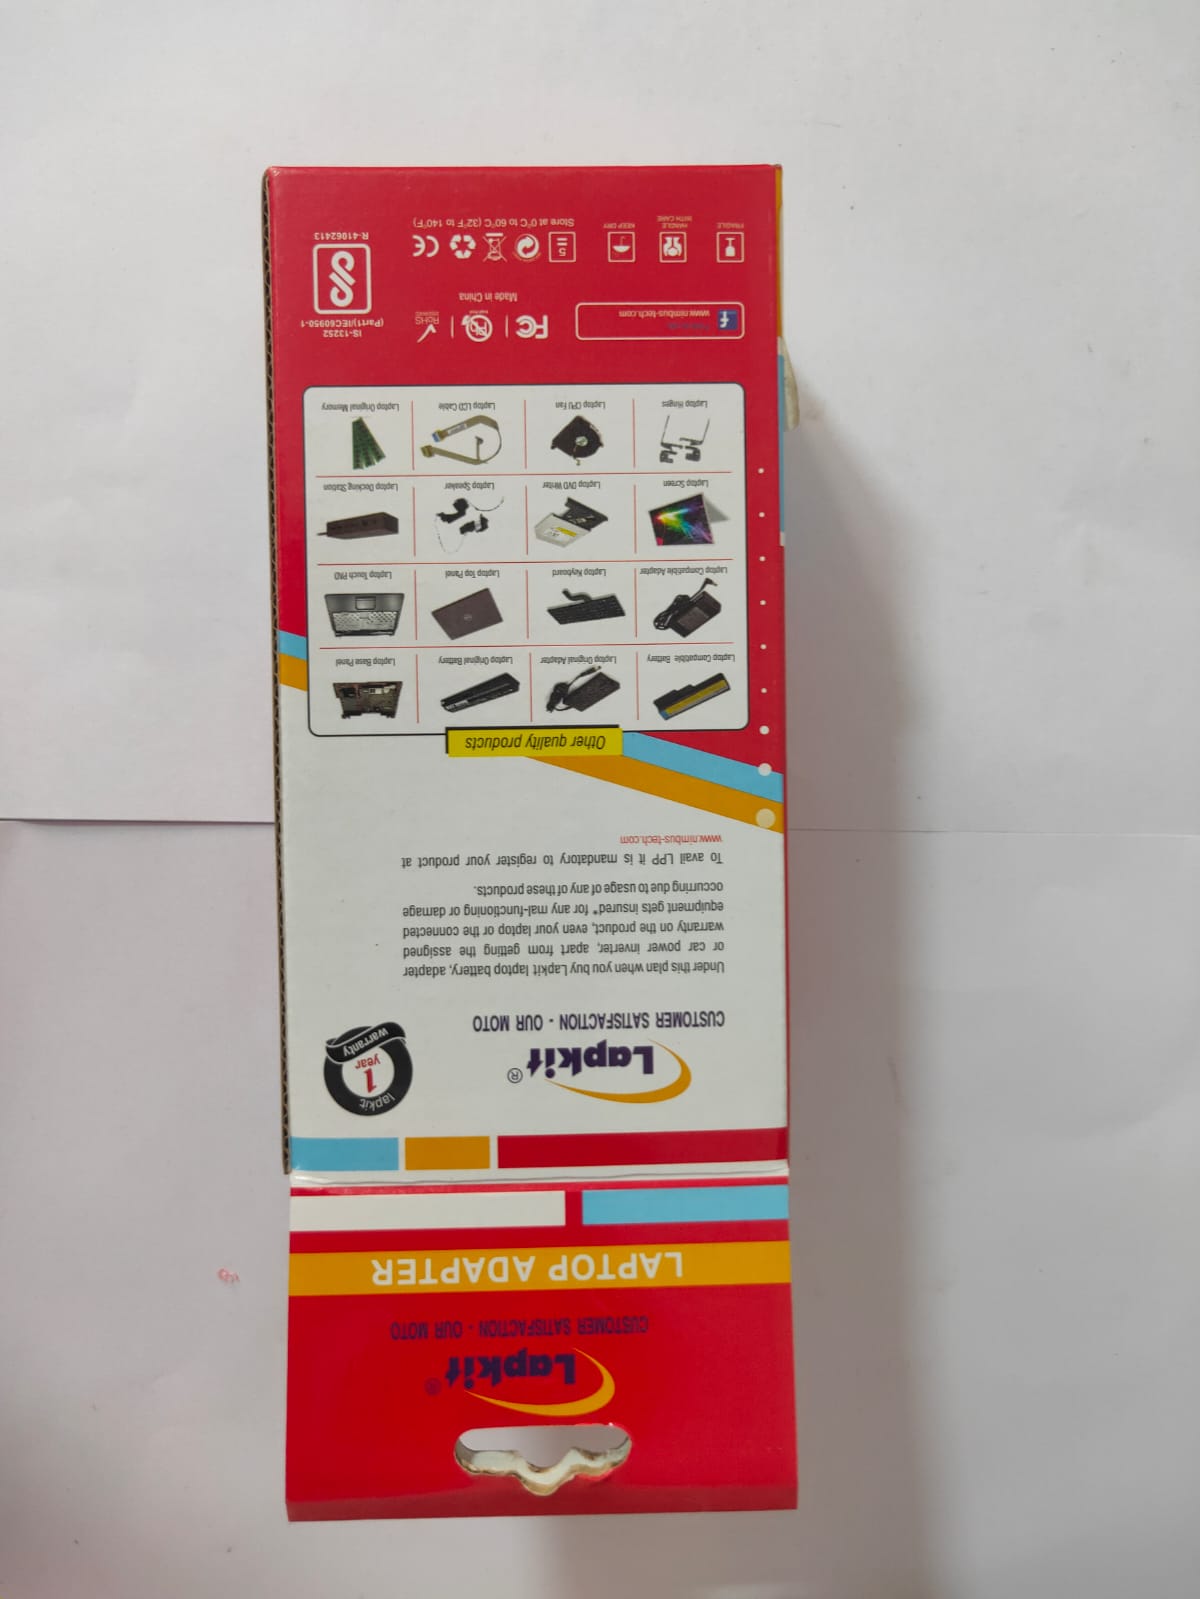 Lapkit®
CUSTOMER SATISFACTION - OUR MOTO
LAPTOP ADAPTER
Lapkit®
CUSTOMER SATISFACTION - OUR MOTO
lapkit
1
year
warranty
Under this plan when you buy Lapkit laptop battery, adapter
or car power inverter, apart from getting the assigned
warranty on the product, even your laptop or the connected
equipment gets insured* for any mal-functioning or damage
occurring due to usage of any of these products.
To avail LPP it is mandatory to register your product at
www.nimbus-tech.com
Other quality products
Laptop Compatible Battery
Laptop Original Adapter
Laptop Original Battery
Laptop Base Panel
Laptop Compatible Adapter
Laptop Keyboard
Laptop Top Panel
Laptop Touch PAD
Laptop Screen
Laptop DVD Writer
Laptop Speaker
Laptop Docking Station
Laptop Hinges
Laptop CPU Fan
Laptop LCD Cable
Laptop Original Memory
www.nimbus-tech.com
FC
Pb
RoHS
Made in China
IS-13252
(Part1)/IEC60950-1
R-41062413
FRAGILE
HANDLE
WITH CARE
KEEP DRY
5
CE
Store at 0°C to 60°C (32°F to 140°F)